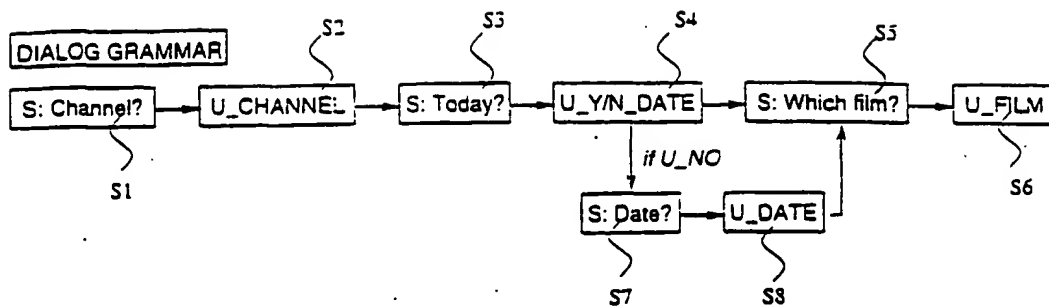 S2 S3 S4 S5
DIALOG GRAMMAR
S: Channel? U_CHANNEL S: Today? U_Y/N_DATE S: Which film? U_FILM
if U_NO
S1 S6
S: Date? U_DATE
S7 S8